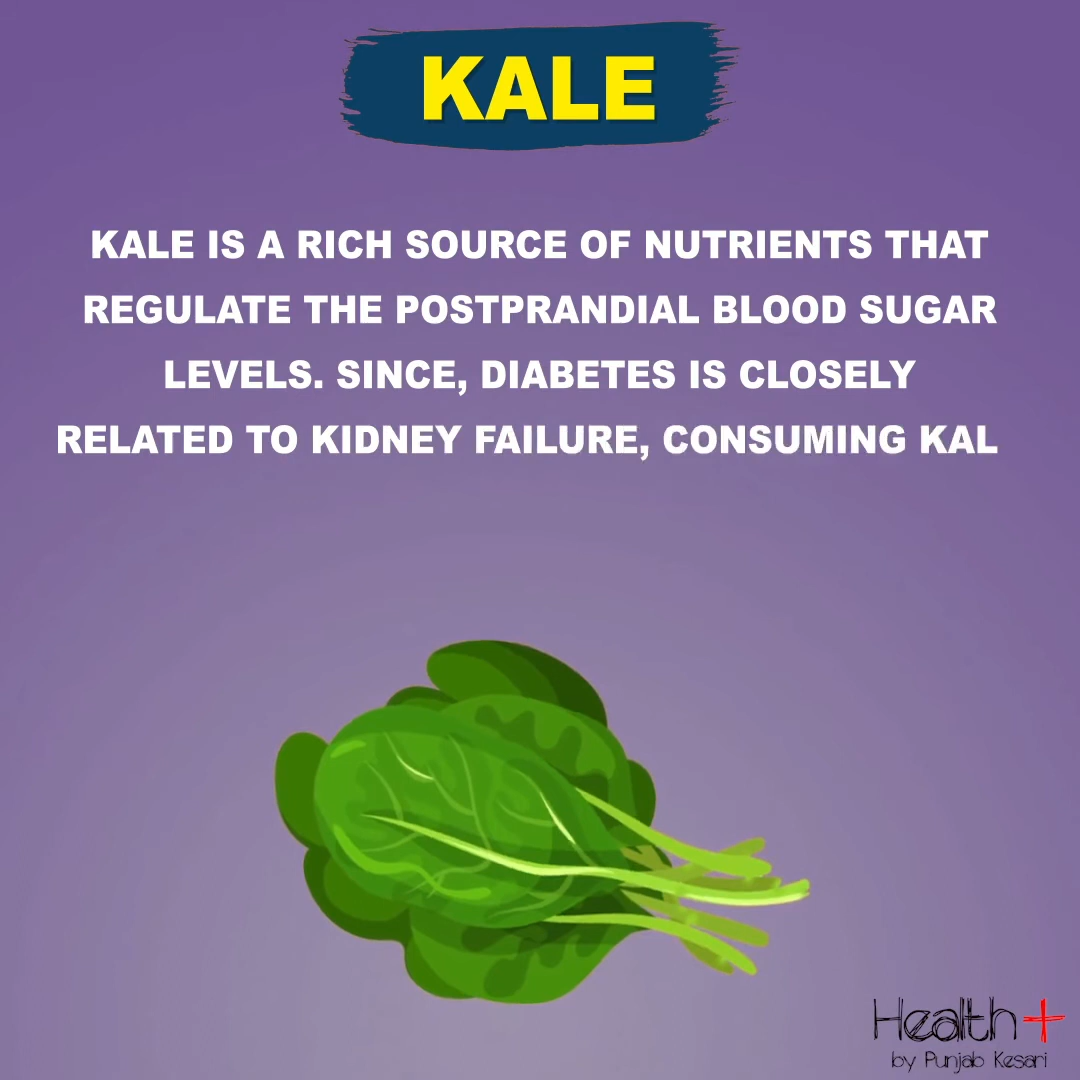 KALE
KALE IS A RICH SOURCE OF NUTRIENTS THAT
REGULATE THE POSTPRANDIAL BLOOD SUGAR
LEVELS. SINCE, DIABETES IS CLOSELY
RELATED TO KIDNEY FAILURE, CONSUMING KAL
Health+
by Punjab Kesari